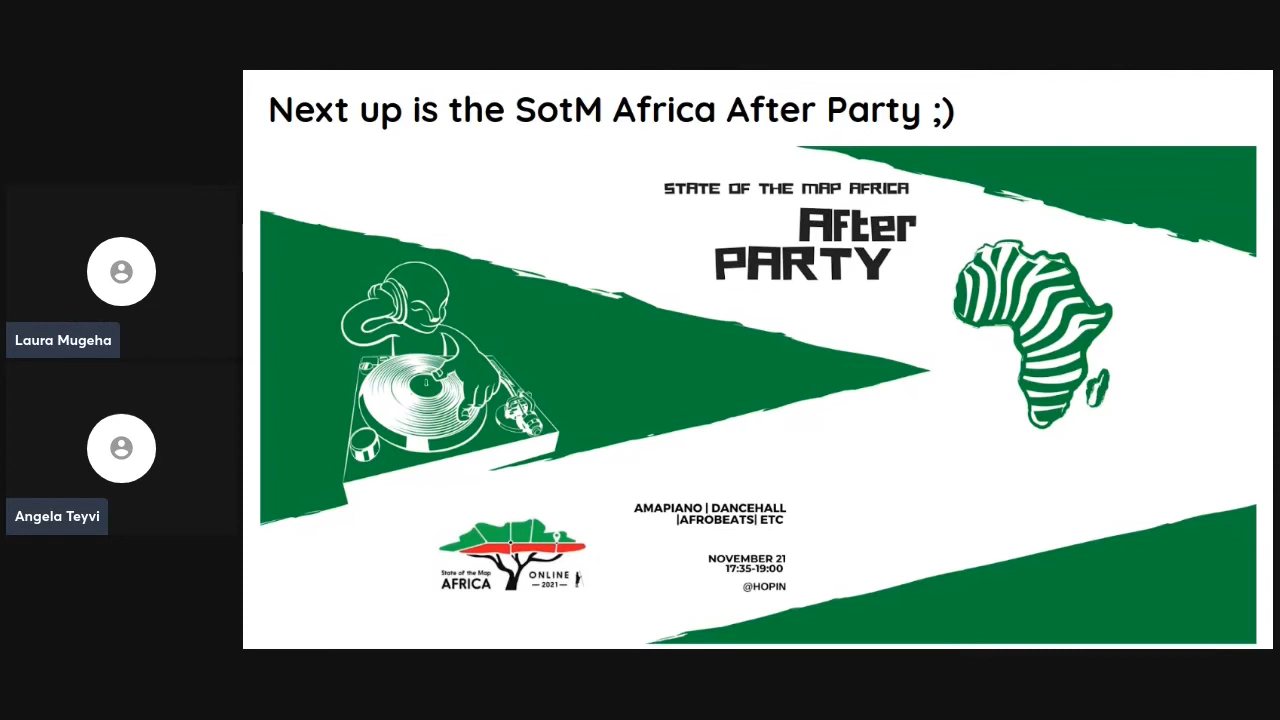 Next up is the SotM Africa After Party ;)
STATE OF THE MAP AFRICA
After
PARTY
Laura Mugeha
Angela Teyvi
AMAPIANO | DANCEHALL
|AFROBEATS| ETC
NOVEMBER 21
17:35-19:00
@HOPIN
State of the Map
AFRICA
ONLINE
2021